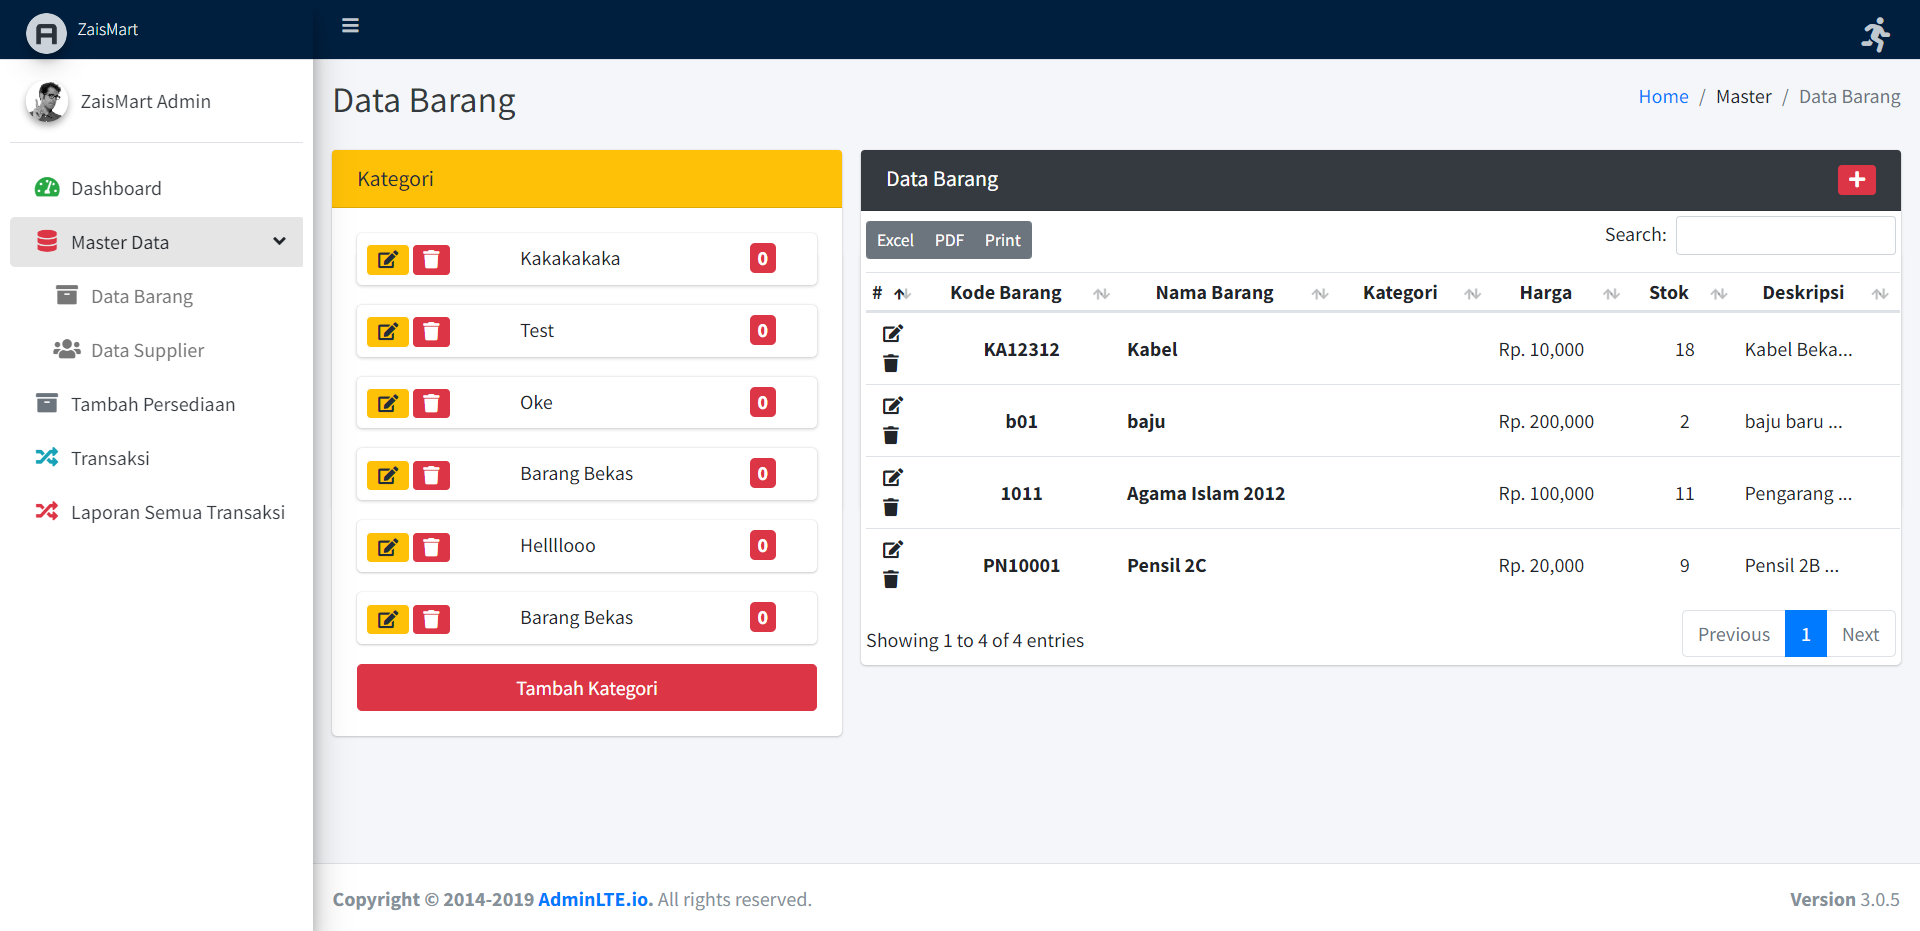 ZaisMart
ZaisMart Admin
Dashboard
Master Data
Data Barang
Data Supplier
Tambah Persediaan
Transaksi
Laporan Semua Transaksi
Data Barang
Home / Master / Data Barang
Kategori
Kakakakaka 0
Test 0
Oke 0
Barang Bekas 0
Hellllooo 0
Barang Bekas 0
Tambah Kategori
Data Barang
Excel PDF Print
Search:
# Kode Barang Nama Barang Kategori Harga Stok Deskripsi
KA12312 Kabel Rp. 10,000 18 Kabel Beka...
b01 baju Rp. 200,000 2 baju baru ...
1011 Agama Islam 2012 Rp. 100,000 11 Pengarang ...
PN10001 Pensil 2C Rp. 20,000 9 Pensil 2B ...
Showing 1 to 4 of 4 entries
Previous 1 Next
Copyright © 2014-2019 AdminLTE.io. All rights reserved.
Version 3.0.5